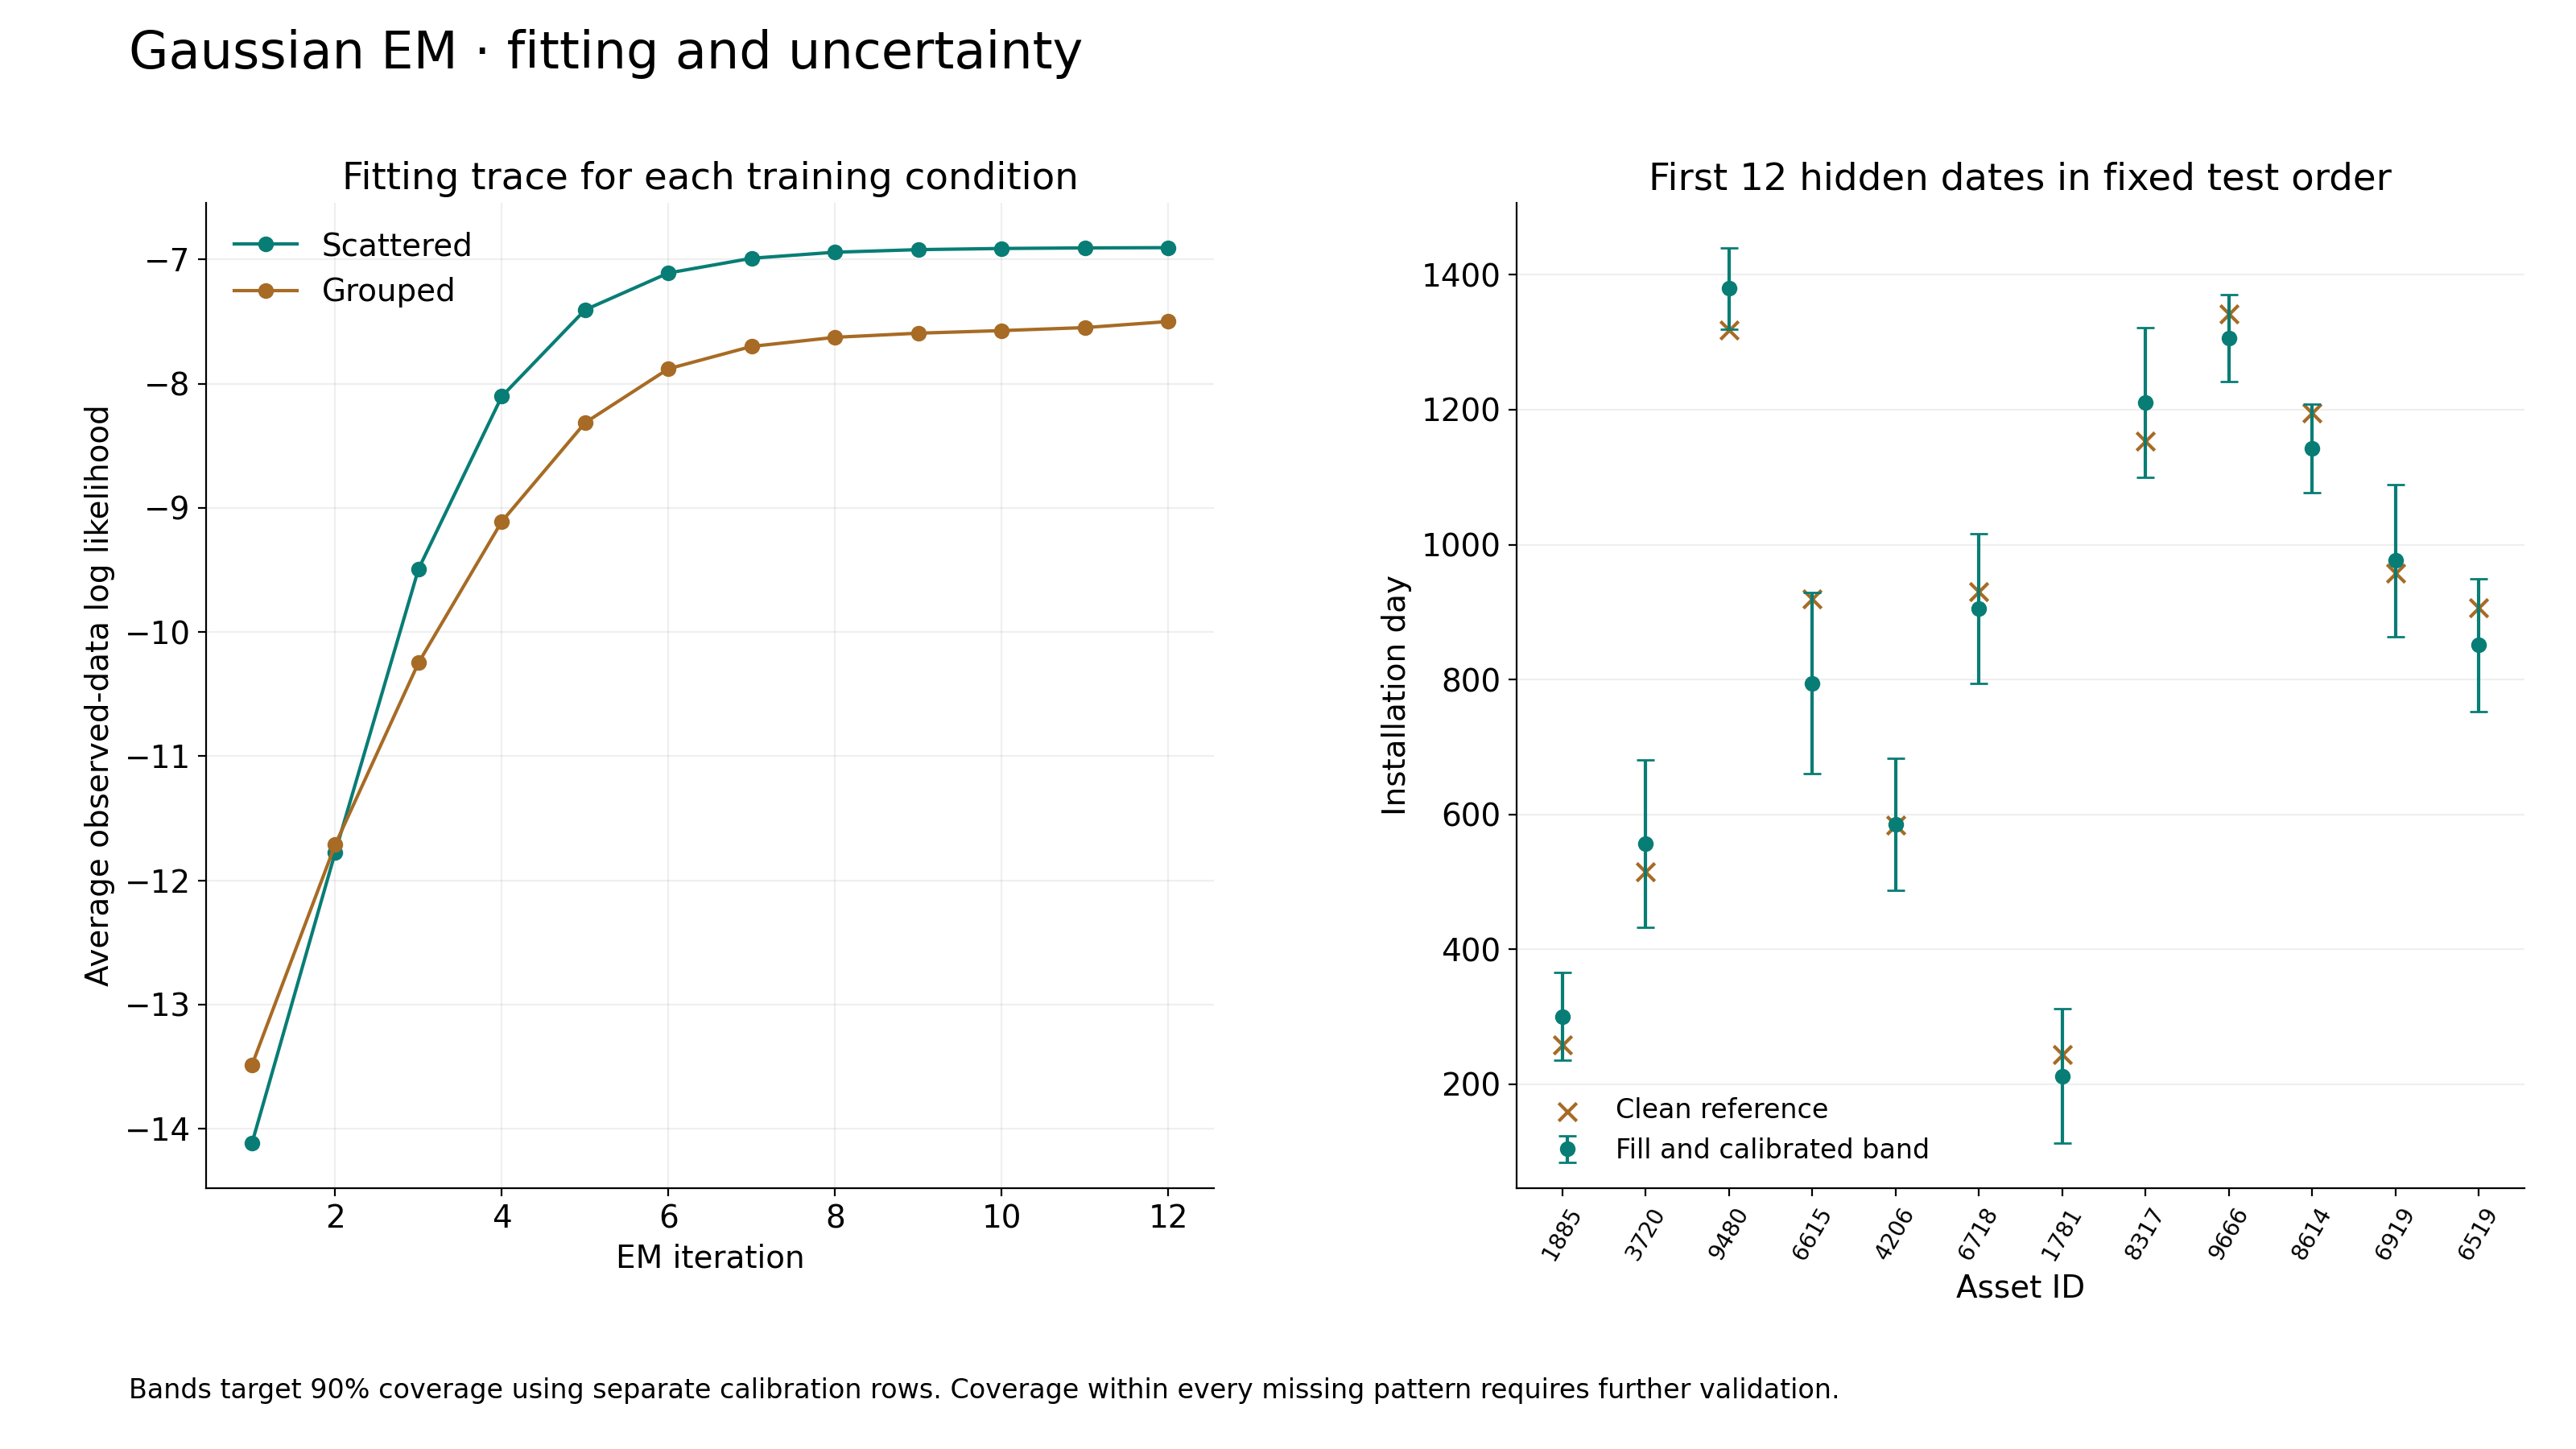 Gaussian EM · fitting and uncertainty
Fitting trace for each training condition
Scattered
Grouped
−7
−8
−9
−10
−11
−12
−13
−14
Average observed-data log likelihood
2 4 6 8 10 12
EM iteration
First 12 hidden dates in fixed test order
1400
1200
1000
800
600
400
200
Installation day
Clean reference
Fill and calibrated band
1885 3720 9480 6615 4206 6718 1781 8317 9666 8614 6919 6519
Asset ID
Bands target 90% coverage using separate calibration rows. Coverage within every missing pattern requires further validation.